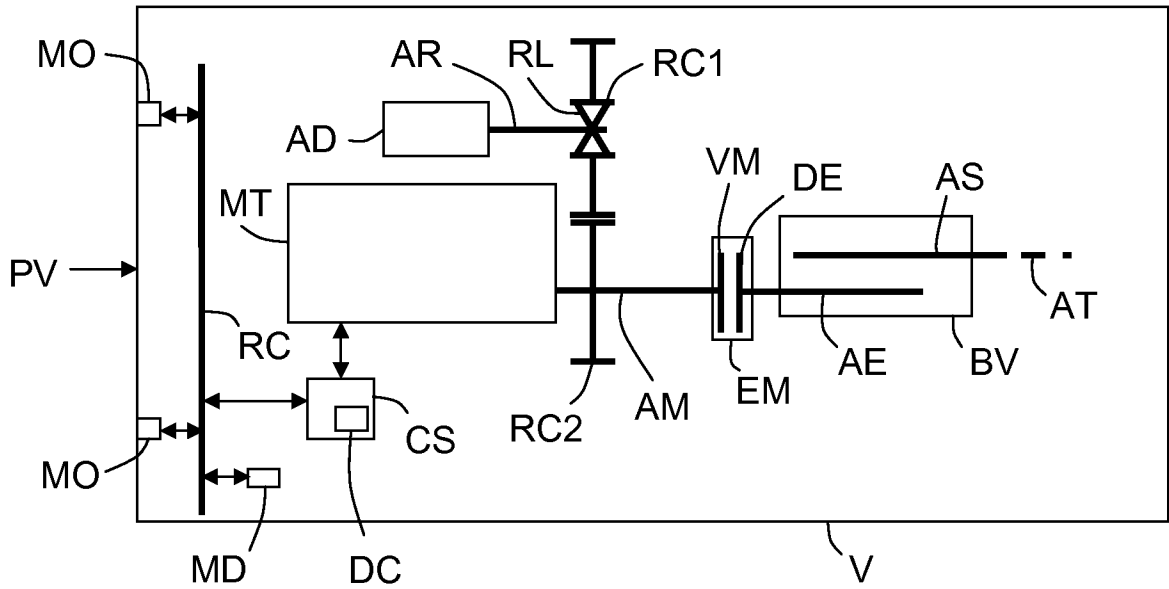 MO
AR
RL
RC1
AD
VM
DE
AS
MT
PV
RC
AT
AE
BV
EM
AM
RC2
CS
MO
MD
DC
V